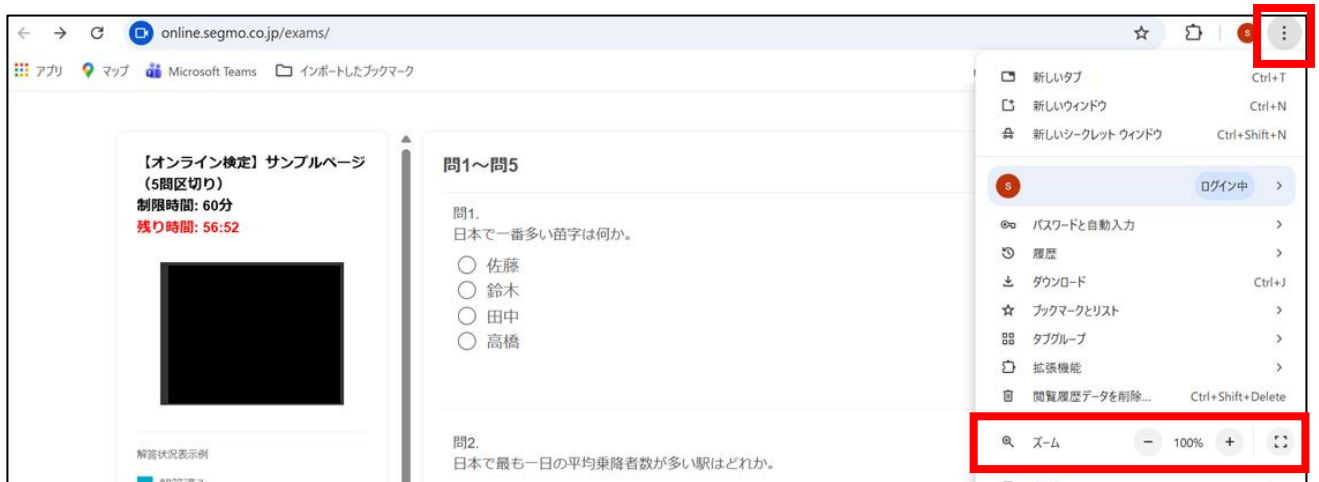 online.segmo.co.jp/exams/
アプリ マップ Microsoft Teams インポートしたブックマーク
【オンライン検定】サンプルページ
（5問区切り）
制限時間: 60分
残り時間: 56:52
解答状況表示例
問1～問5
問1.
日本で一番多い苗字は何か。
佐藤
鈴木
田中
高橋
問2.
日本で最も一日の平均乗降者数が多い駅はどれか。
s
新しいタブ Ctrl+T
新しいウィンドウ Ctrl+N
新しいシークレット ウィンドウ Ctrl+Shift+N
s ログイン中
パスワードと自動入力
履歴
ダウンロード Ctrl+J
ブックマークとリスト
タブグループ
拡張機能
閲覧履歴データを削除... Ctrl+Shift+Delete
ズーム － 100% +